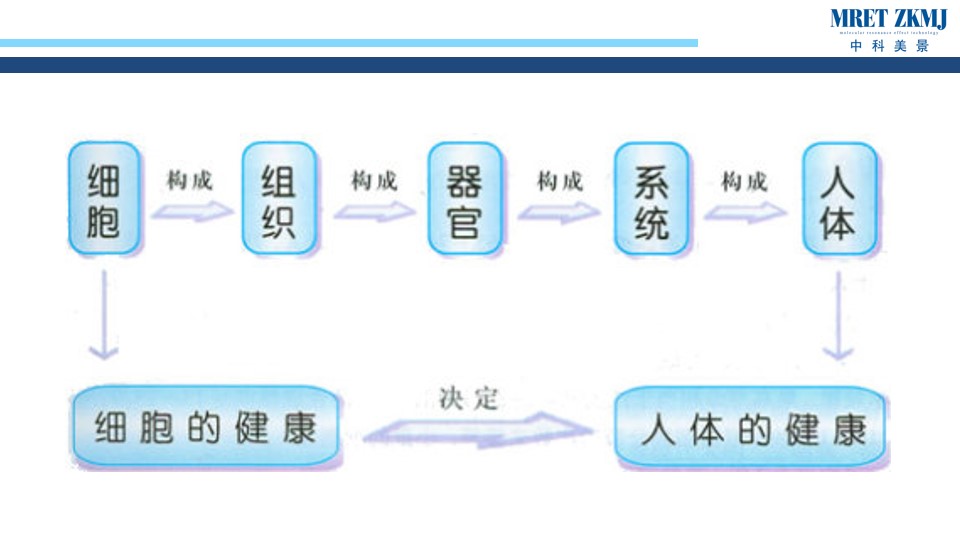 MRET ZKMJ
molecular resonance effect technology
中科美景
细胞
构成
组织
构成
器官
构成
系统
构成
人体
细胞的健康
决定
人体的健康